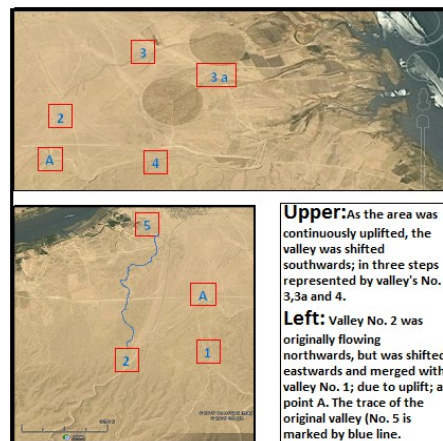 3
3 a
2
A
4
5
A
2
1
Upper:As the area was
continuously uplifted, the
valley was shifted
southwards; in three steps
represented by valley's No.
3,3a and 4.
Left: Valley No. 2 was
originally flowing
northwards, but was shifted
eastwards and merged with
valley No. 1; due to uplift; a
point A. The trace of the
original valley (No. 5 is
marked by blue line.